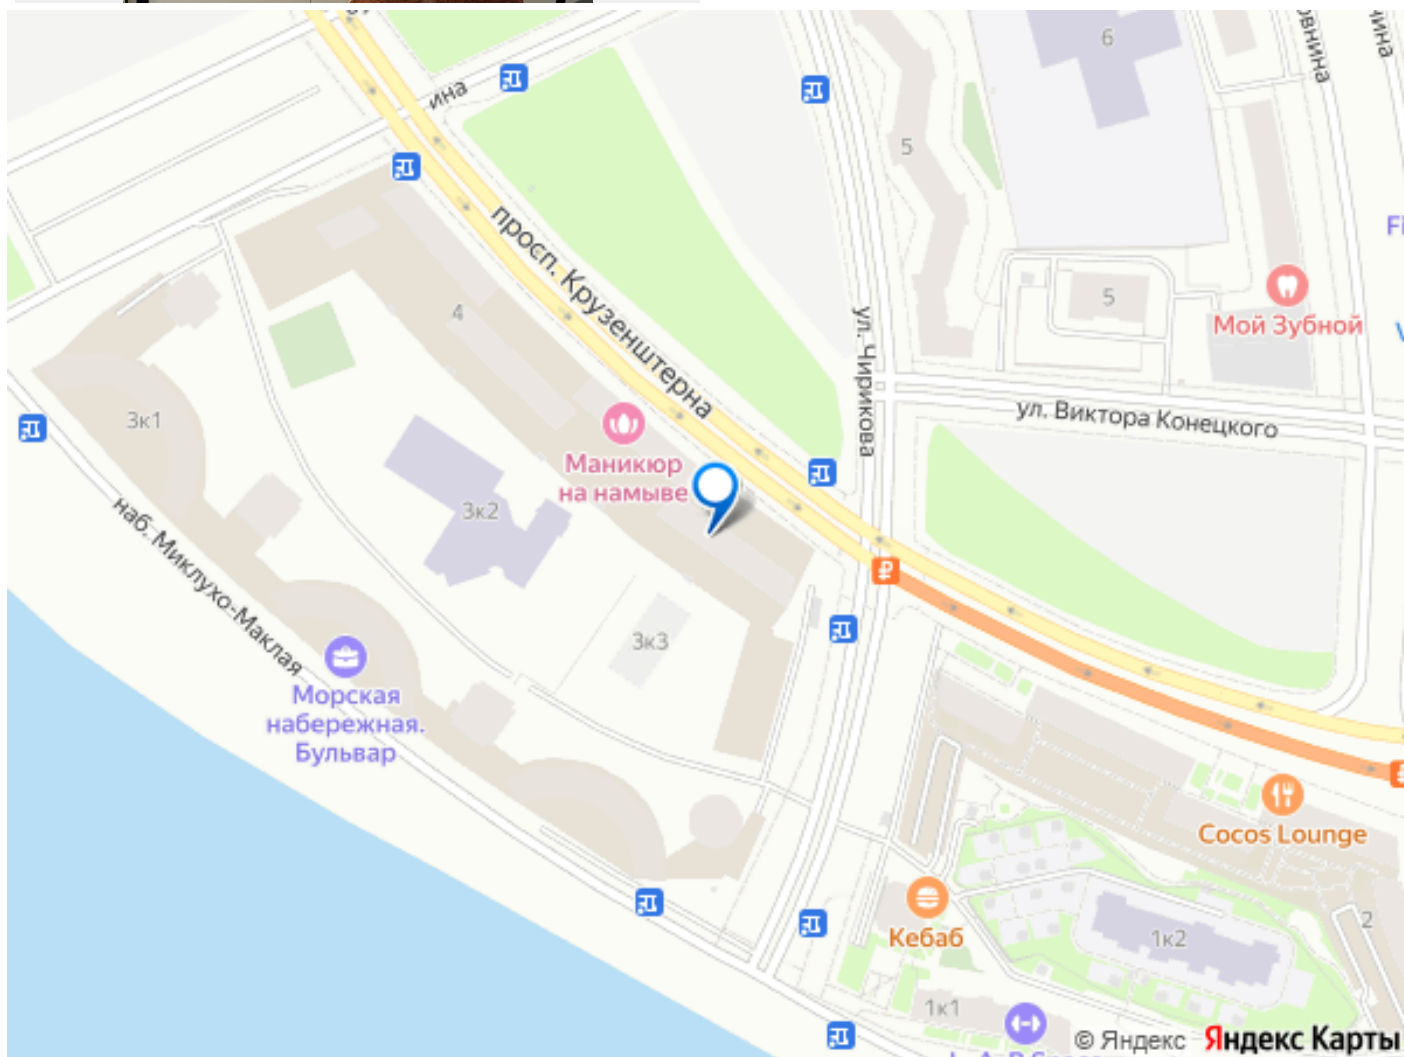 ина
6
5
просп. Крузенштерна
4
5
Мой Зубной
ул. Чирикова
ул. Виктора Конецкого
3к1
Маникюр
на намыве
3к2
наб. Миклухо-Маклая
3к3
Морская
набережная.
Бульвар
Cocos Lounge
Кебаб
1к2
2
1к1
© Яндекс Яндекс Карты